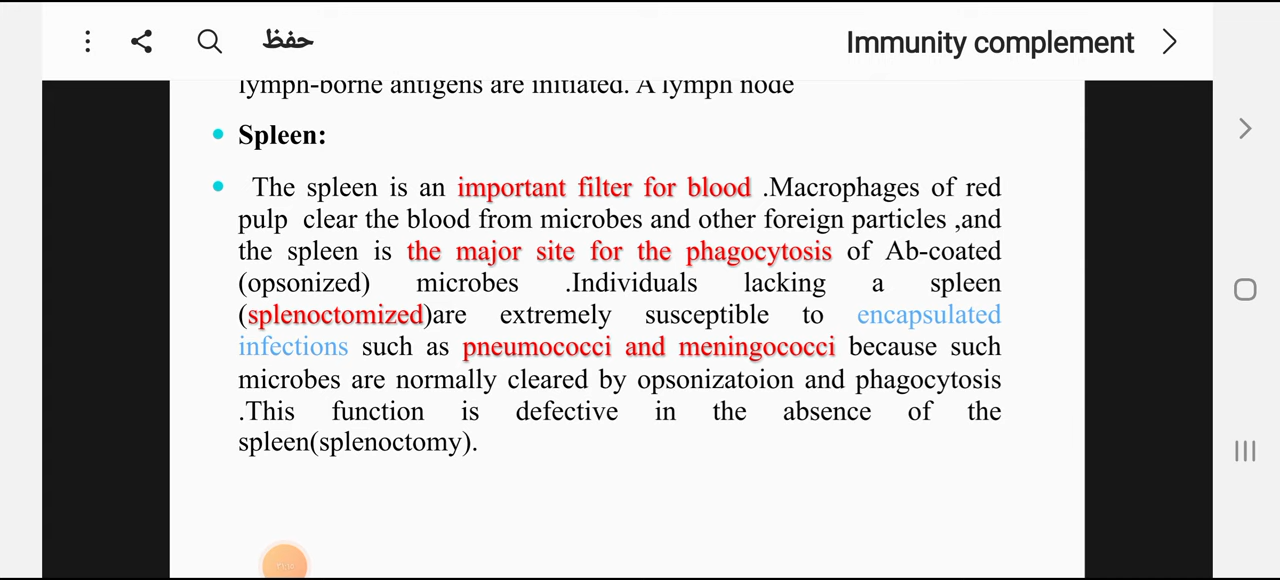 حفظ
Immunity complement
lymph-borne antigens are initiated. A lymph node
Spleen:
The spleen is an important filter for blood .Macrophages of red
pulp clear the blood from microbes and other foreign particles ,and
the spleen is the major site for the phagocytosis of Ab-coated
(opsonized) microbes .Individuals lacking a spleen
(splenoctomized)are extremely susceptible to encapsulated
infections such as pneumococci and meningococci because such
microbes are normally cleared by opsonizatoion and phagocytosis
.This function is defective in the absence of the
spleen(splenoctomy).